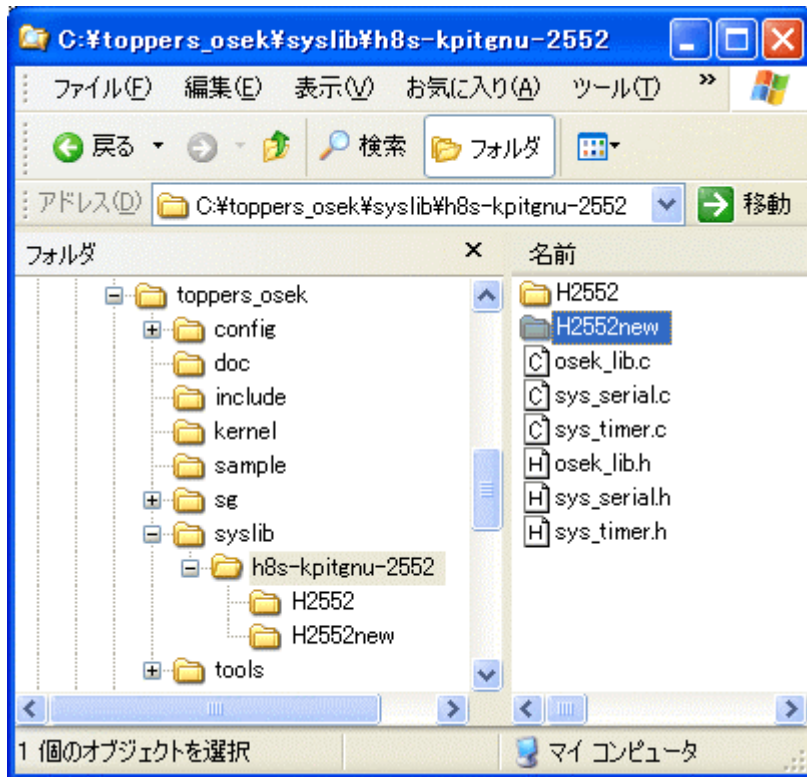 C:¥toppers_osek¥syslib¥h8s-kpitgnu-2552
ファイル(F) 編集(E) 表示(V) お気に入り(A) ツール(T) »
戻る 検索 フォルダ
アドレス(D) C:¥toppers_osek¥syslib¥h8s-kpitgnu-2552 移動
フォルダ × 名前
toppers_osek
config
doc
include
kernel
sample
sg
syslib
h8s-kpitgnu-2552
H2552
H2552new
tools
H2552
H2552new
osek_lib.c
sys_serial.c
sys_timer.c
osek_lib.h
sys_serial.h
sys_timer.h
1 個のオブジェクトを選択 マイ コンピュータ